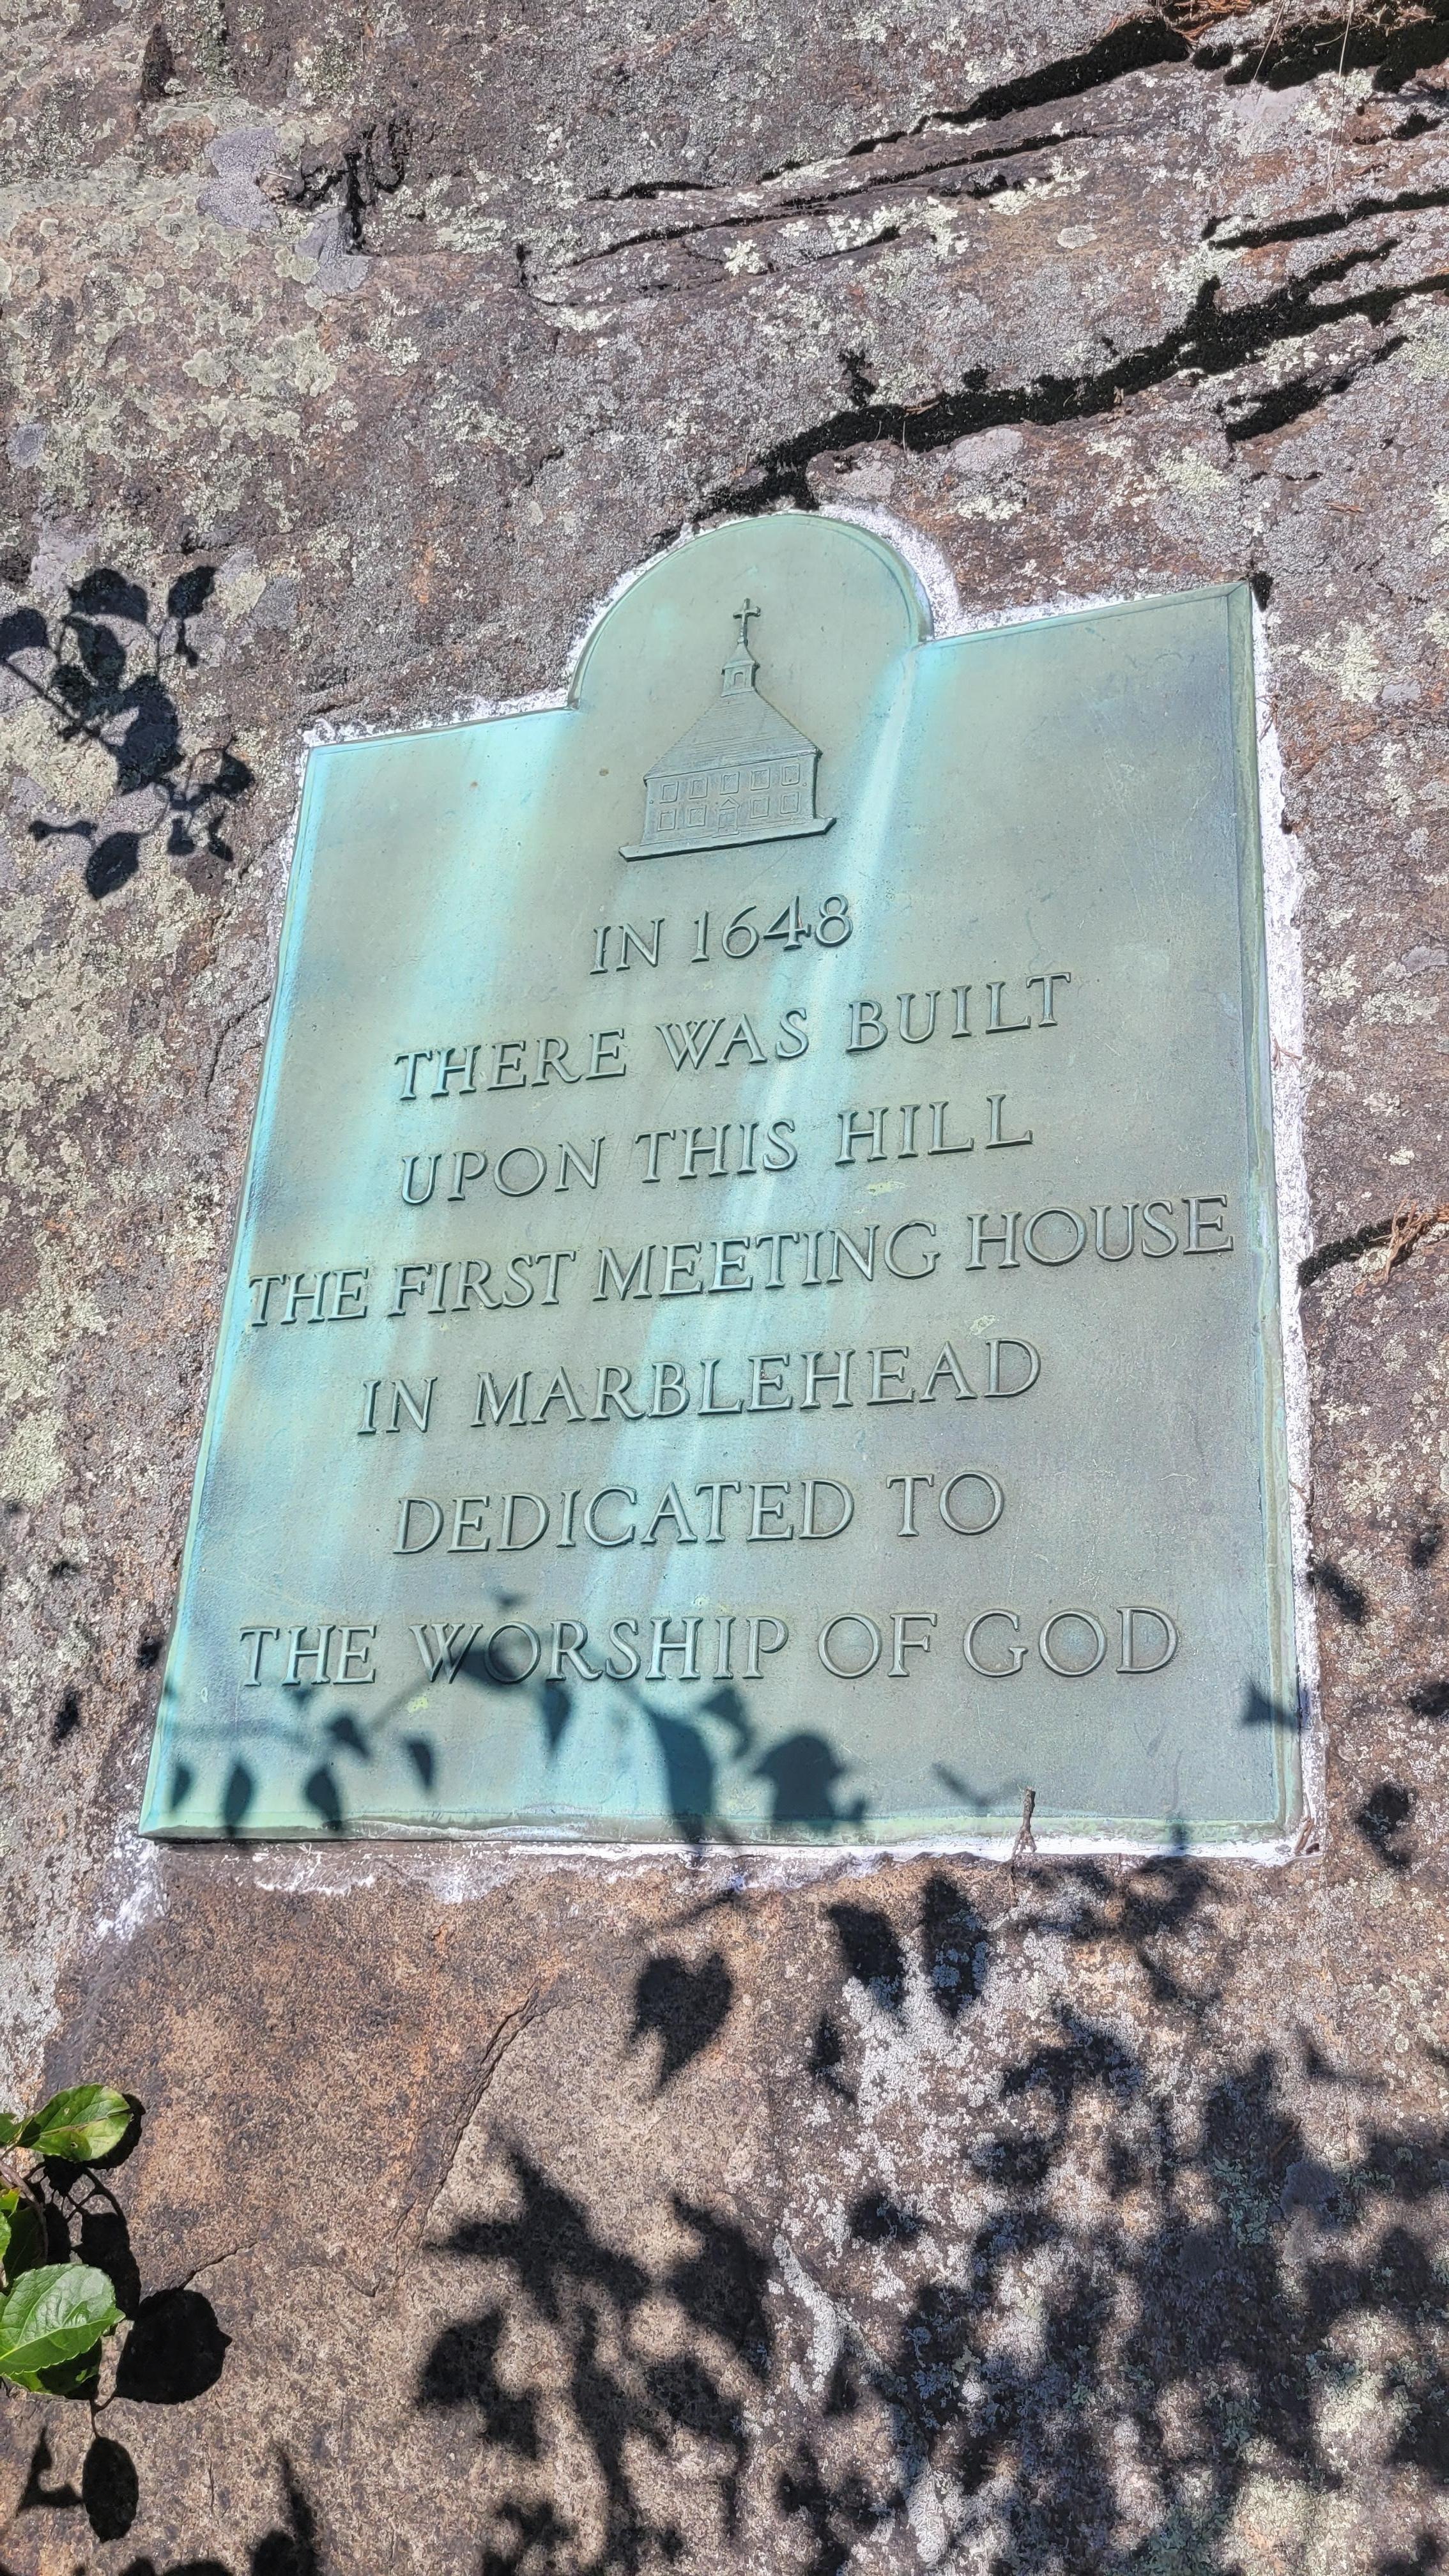 IN 1648
THERE WAS BUILT
UPON THIS HILL
THE FIRST MEETING HOUSE
IN MARBLEHEAD
DEDICATED TO
THE WORSHIP OF GOD